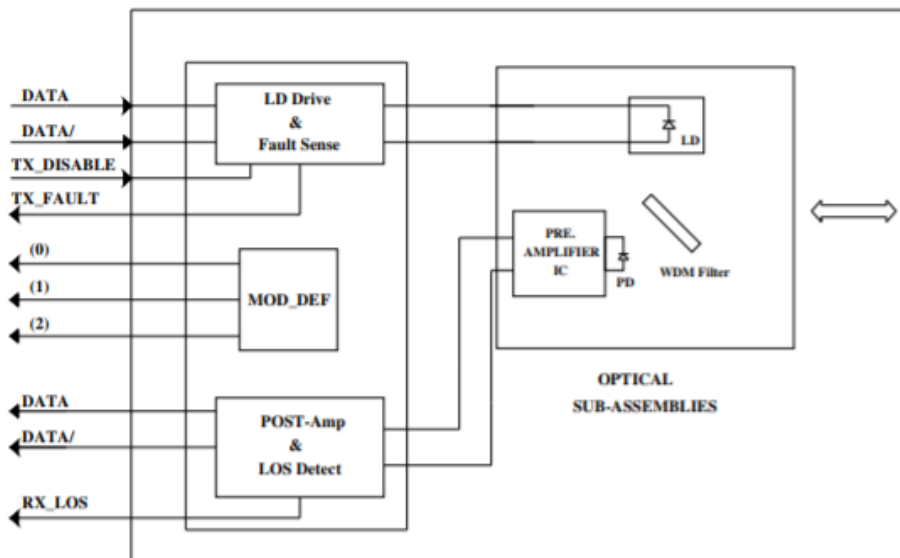 DATA
DATA/
TX_DISABLE
TX_FAULT
(0)
(1)
(2)
DATA
DATA/
RX_LOS
LD Drive
&
Fault Sense
MOD_DEF
POST-Amp
&
LOS Detect
LD
PRE.
AMPLIFIER
IC
PD
WDM Filter
OPTICAL
SUB-ASSEMBLIES